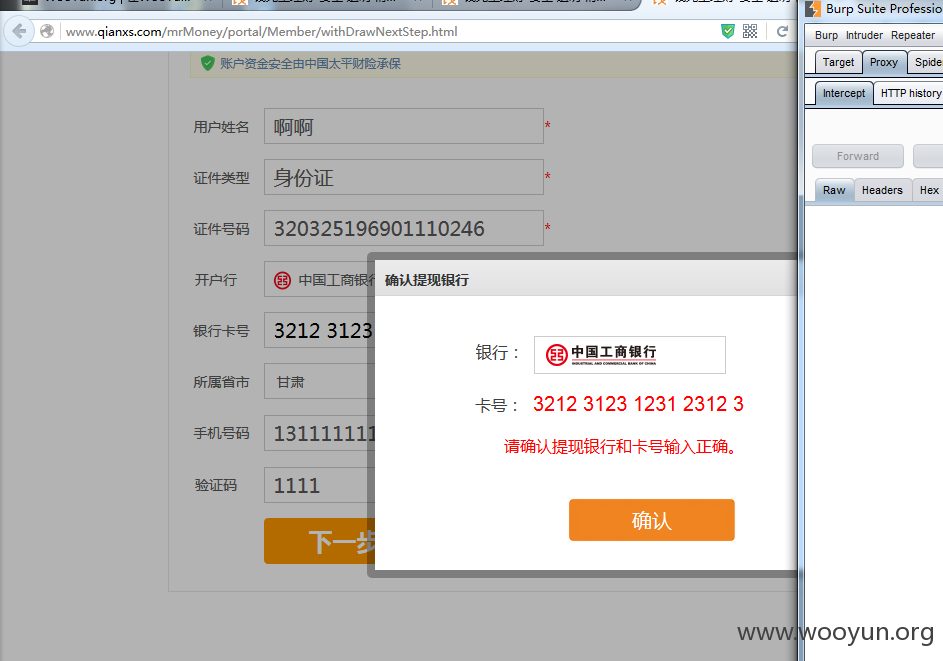 Burp Suite Professio
www.qianxs.com/mrMoney/portal/Member/withDrawNextStep.html
Burp Intruder Repeater
Target Proxy Spide
Intercept HTTP history
Forward
Raw Headers Hex
账户资金安全由中国太平财险承保
用户姓名 啊啊 *
证件类型 身份证 *
证件号码 320325196901110246 *
开户行 中国工商银行
银行卡号 3212 3123
所属省市 甘肃
手机号码 131111111
验证码 1111
下一步
确认提现银行
银行： 中国工商银行
INDUSTRIAL AND COMMERCIAL BANK OF CHINA
卡号： 3212 3123 1231 2312 3
请确认提现银行和卡号输入正确。
确认
www.wooyun.org